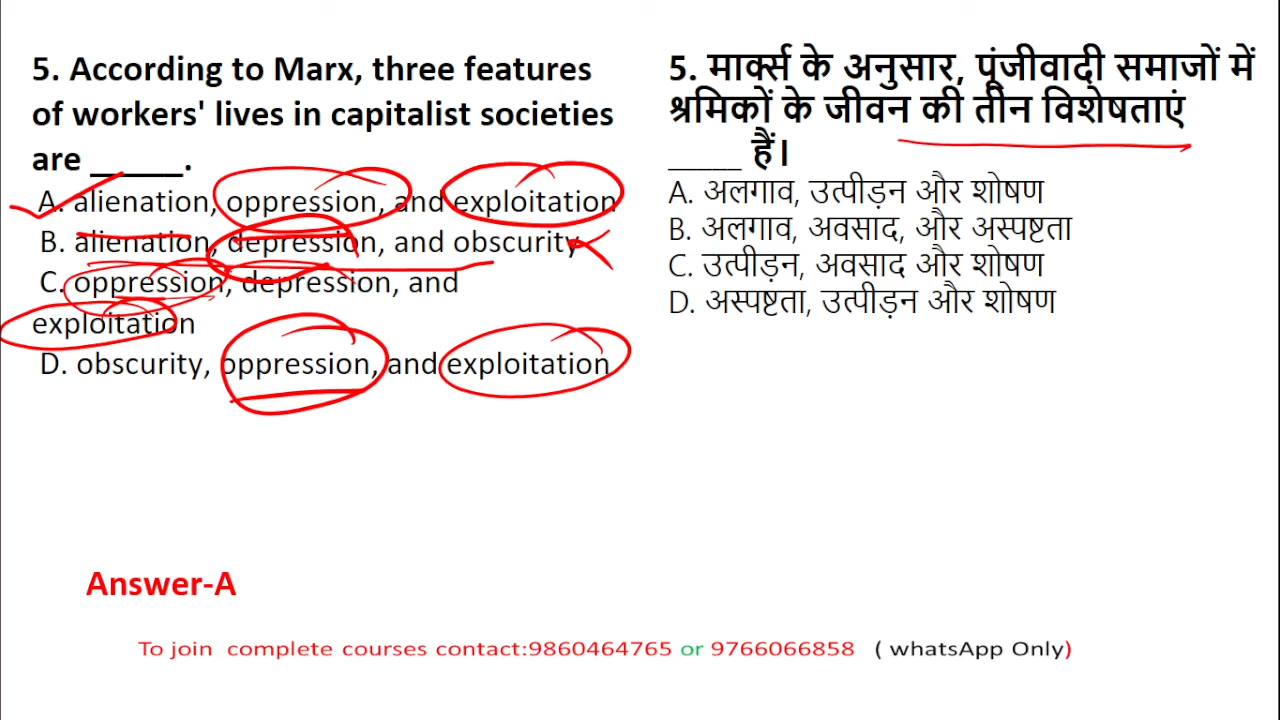 5. According to Marx, three features
of workers' lives in capitalist societies
are _____.
A. alienation, oppression, and exploitation
B. alienation, depression, and obscurity
C. oppression, depression, and
exploitation
D. obscurity, oppression, and exploitation
5. मार्क्स के अनुसार, पूंजीवादी समाजों में
श्रमिकों के जीवन की तीन विशेषताएं
_____ हैं।
A. अलगाव, उत्पीड़न और शोषण
B. अलगाव, अवसाद, और अस्पष्टता
C. उत्पीड़न, अवसाद और शोषण
D. अस्पष्टता, उत्पीड़न और शोषण
Answer-A
To join complete courses contact:9860464765 or 9766066858 ( whatsApp Only)